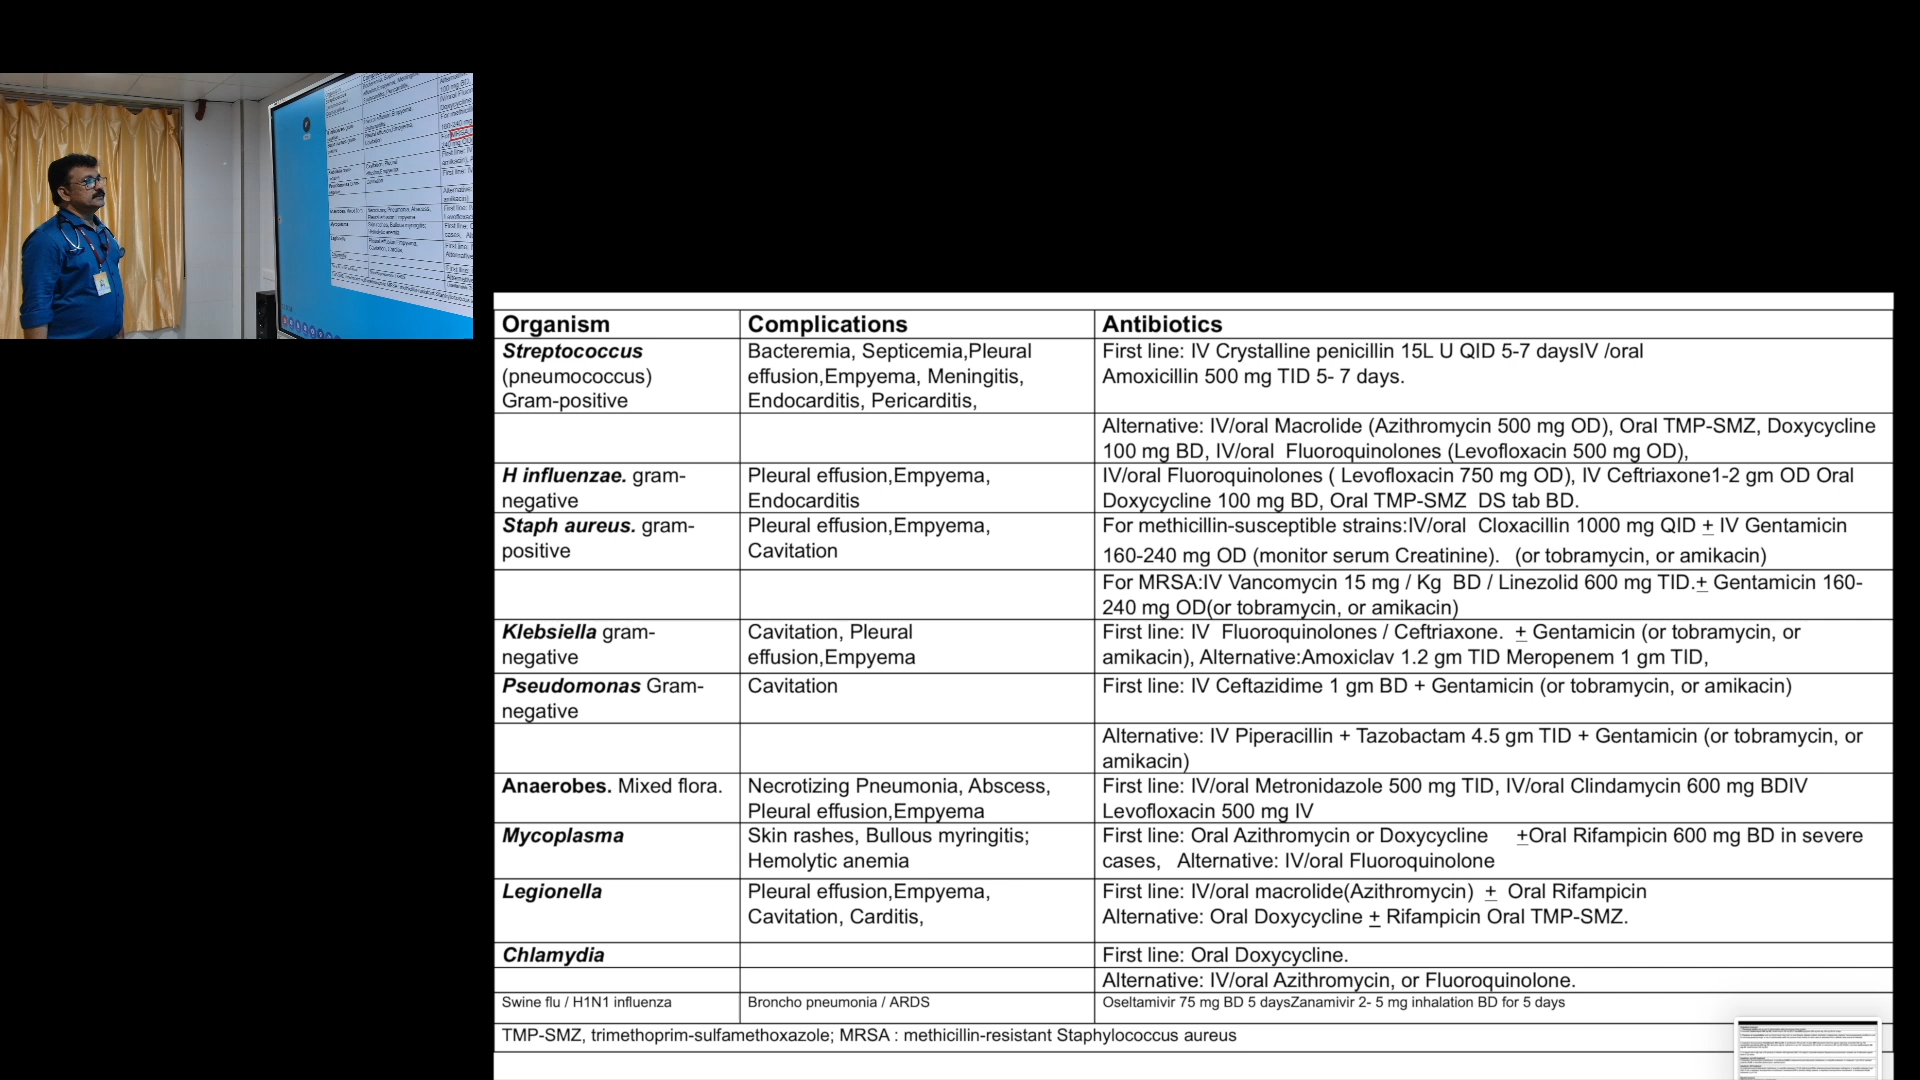 Organism Complications Antibiotics
Streptococcus
(pneumococcus)
Gram-positive
Bacteremia, Septicemia,Pleural
effusion,Empyema, Meningitis,
Endocarditis, Pericarditis,
First line: IV Crystalline penicillin 15L U QID 5-7 daysIV /oral
Amoxicillin 500 mg TID 5- 7 days.
Alternative: IV/oral Macrolide (Azithromycin 500 mg OD), Oral TMP-SMZ, Doxycycline
100 mg BD, IV/oral Fluoroquinolones (Levofloxacin 500 mg OD),
H influenzae. gram-
negative
Pleural effusion,Empyema,
Endocarditis
IV/oral Fluoroquinolones ( Levofloxacin 750 mg OD), IV Ceftriaxone1-2 gm OD Oral
Doxycycline 100 mg BD, Oral TMP-SMZ DS tab BD.
Staph aureus. gram-
positive
Pleural effusion,Empyema,
Cavitation
For methicillin-susceptible strains:IV/oral Cloxacillin 1000 mg QID ± IV Gentamicin
160-240 mg OD (monitor serum Creatinine). (or tobramycin, or amikacin)
For MRSA:IV Vancomycin 15 mg / Kg BD / Linezolid 600 mg TID.± Gentamicin 160-
240 mg OD(or tobramycin, or amikacin)
Klebsiella gram-
negative
Cavitation, Pleural
effusion,Empyema
First line: IV Fluoroquinolones / Ceftriaxone. ± Gentamicin (or tobramycin, or
amikacin), Alternative:Amoxiclav 1.2 gm TID Meropenem 1 gm TID,
Pseudomonas Gram-
negative
Cavitation
First line: IV Ceftazidime 1 gm BD + Gentamicin (or tobramycin, or amikacin)
Alternative: IV Piperacillin + Tazobactam 4.5 gm TID + Gentamicin (or tobramycin, or
amikacin)
Anaerobes. Mixed flora.
Necrotizing Pneumonia, Abscess,
Pleural effusion,Empyema
First line: IV/oral Metronidazole 500 mg TID, IV/oral Clindamycin 600 mg BDIV
Levofloxacin 500 mg IV
Mycoplasma
Skin rashes, Bullous myringitis;
Hemolytic anemia
First line: Oral Azithromycin or Doxycycline ±Oral Rifampicin 600 mg BD in severe
cases, Alternative: IV/oral Fluoroquinolone
Legionella
Pleural effusion,Empyema,
Cavitation, Carditis,
First line: IV/oral macrolide(Azithromycin) ± Oral Rifampicin
Alternative: Oral Doxycycline ± Rifampicin Oral TMP-SMZ.
Chlamydia
First line: Oral Doxycycline.
Alternative: IV/oral Azithromycin, or Fluoroquinolone.
Swine flu / H1N1 influenza
Broncho pneumonia / ARDS
Oseltamivir 75 mg BD 5 daysZanamivir 2- 5 mg inhalation BD for 5 days
TMP-SMZ, trimethoprim-sulfamethoxazole; MRSA : methicillin-resistant Staphylococcus aureus